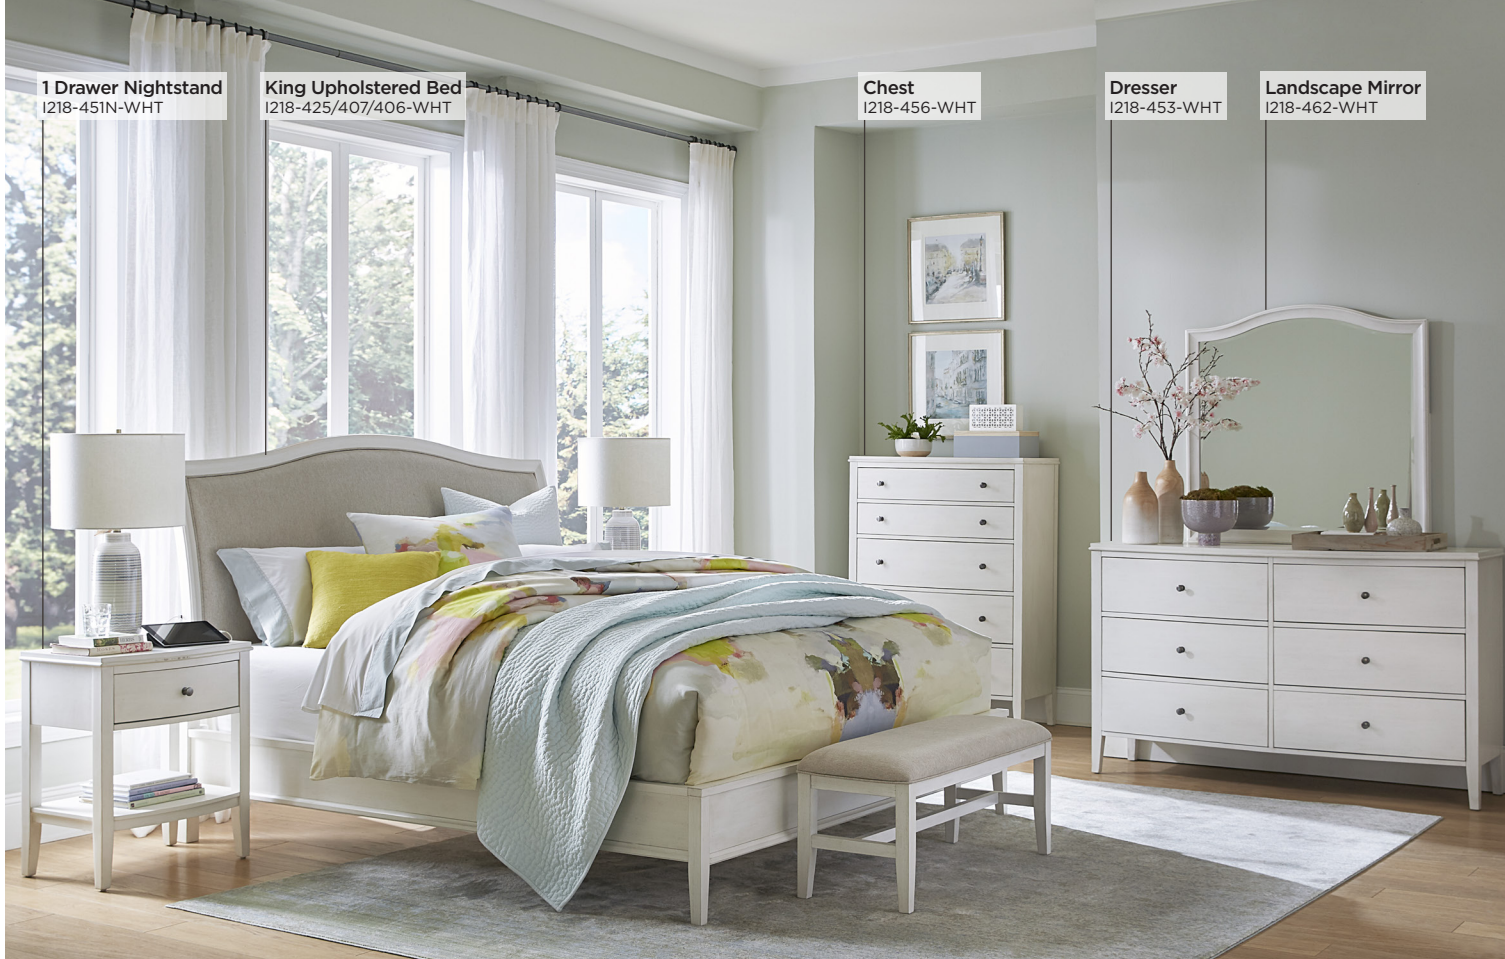 1 Drawer Nightstand
I218-451N-WHT
King Upholstered Bed
I218-425/407/406-WHT
Chest
I218-456-WHT
Dresser
I218-453-WHT
Landscape Mirror
I218-462-WHT